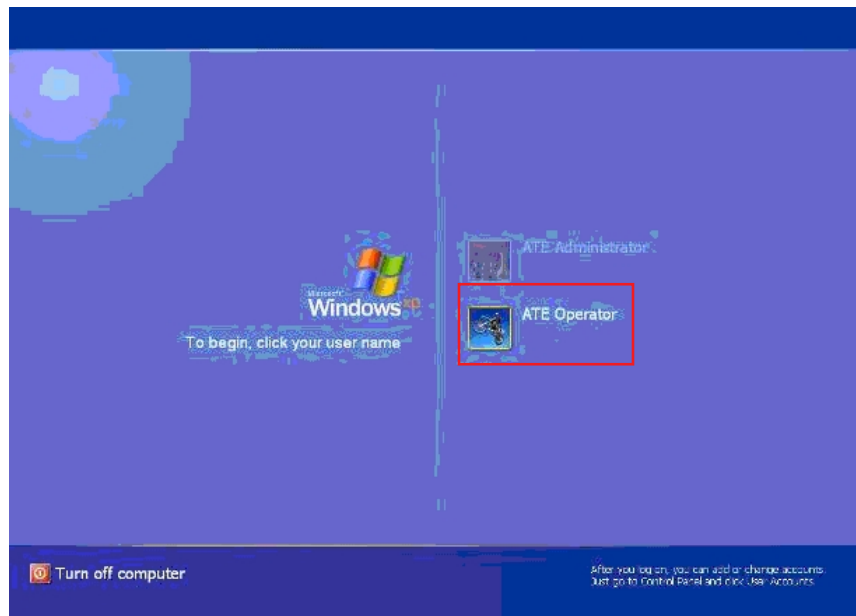 ATE Administrator
Microsoft
Windows xp
ATE Operator
To begin, click your user name
Turn off computer
After you log on, you can add or change accounts.
Just go to Control Panel and click User Accounts.